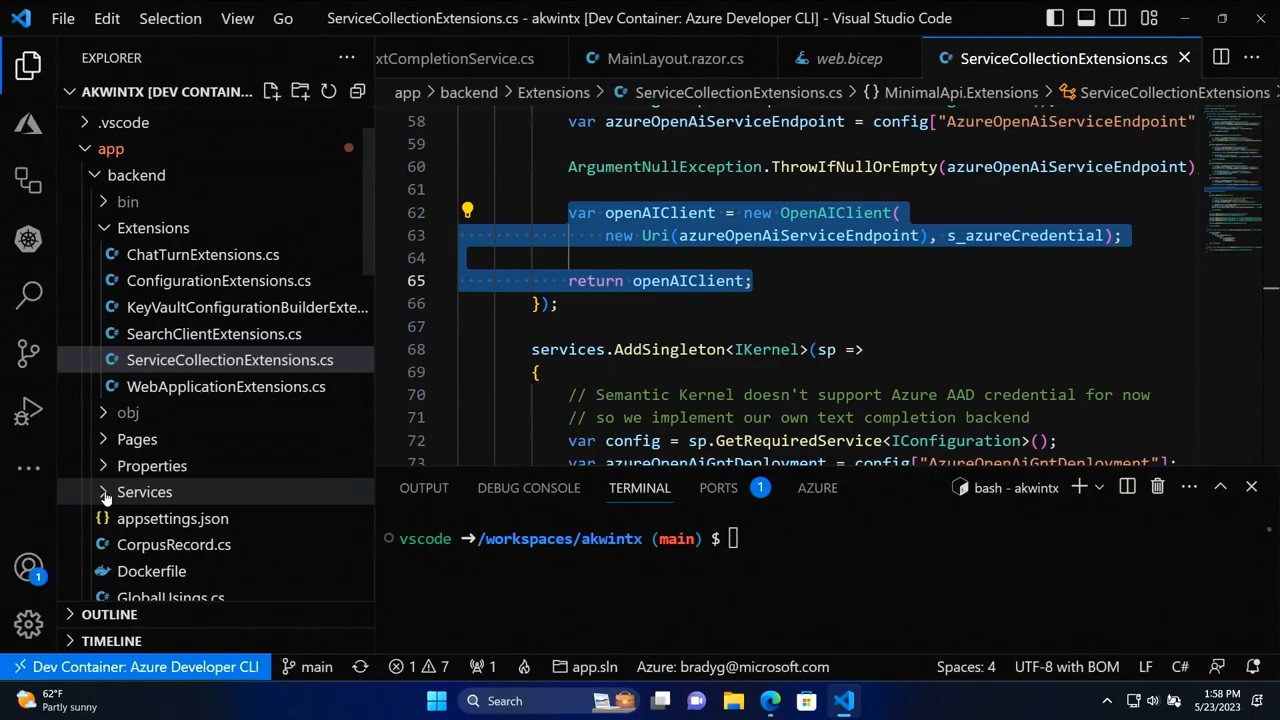 File Edit Selection View Go
ServiceCollectionExtensions.cs - akwintx [Dev Container: Azure Developer CLI] - Visual Studio Code
EXPLORER
AKWINTX [DEV CONTAIN...
.vscode
app
backend
bin
Extensions
ChatTurnExtensions.cs
ConfigurationExtensions.cs
KeyVaultConfigurationBuilderExte...
SearchClientExtensions.cs
ServiceCollectionExtensions.cs
WebApplicationExtensions.cs
obj
Pages
Properties
Services
appsettings.json
CorpusRecord.cs
Dockerfile
GlobalUsings.cs
OUTLINE
TIMELINE
xtCompletionService.cs
MainLayout.razor.cs
web.bicep
ServiceCollectionExtensions.cs
app > backend > Extensions > ServiceCollectionExtensions.cs > {} MinimalApi.Extensions > ServiceCollectionExtensions
58 var azureOpenAiServiceEndpoint = config["AzureOpenAiServiceEndpoint"
59
60 ArgumentNullException.ThrowIfNullOrEmpty(azureOpenAiServiceEndpoint)
61
62 var openAIClient = new OpenAIClient(
63 new Uri(azureOpenAiServiceEndpoint), s_azureCredential);
64
65 return openAIClient;
66 });
67
68 services.AddSingleton<IKernel>(sp =>
69 {
70 // Semantic Kernel doesn't support Azure AAD credential for now
71 // so we implement our own text completion backend
72 var config = sp.GetRequiredService<IConfiguration>();
73 var azureOpenAiGptDeployment = config["AzureOpenAiGptDeployment"];
OUTPUT DEBUG CONSOLE TERMINAL PORTS 1 AZURE
bash - akwintx
vscode ➜ /workspaces/akwintx (main) $
1
Dev Container: Azure Developer CLI
main
1 7
1
app.sln
Azure: bradyg@microsoft.com
Spaces: 4 UTF-8 with BOM LF C#
62°F
Partly sunny
Search
1:58 PM
5/23/2023